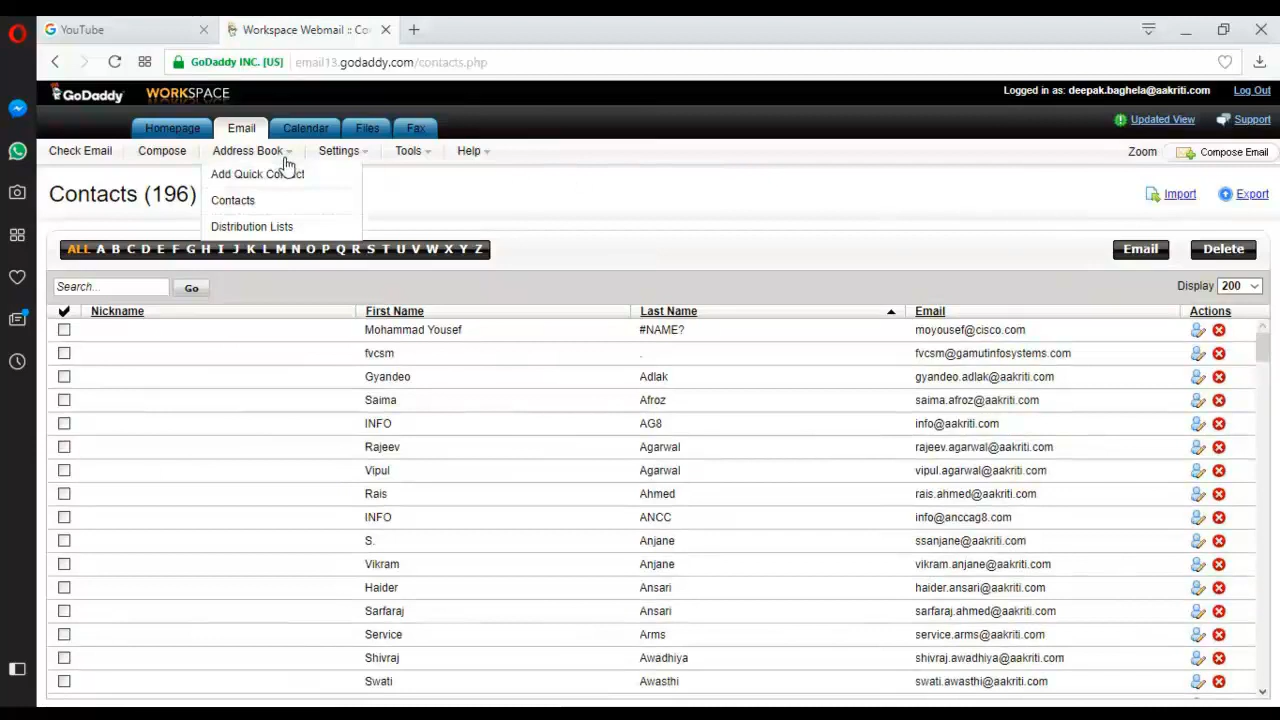 YouTube
Workspace Webmail :: Co
GoDaddy INC. [US] email13.godaddy.com/contacts.php
GoDaddy WORKSPACE
Logged in as: deepak.baghela@aakriti.com Log Out
Homepage Email Calendar Files Fax
Updated View Support
Check Email Compose Address Book Settings Tools Help
Zoom Compose Email
Add Quick Contact
Contacts
Distribution Lists
Contacts (196)
Import Export
ALL A B C D E F G H I J K L M N O P Q R S T U V W X Y Z
Email Delete
Search... Go
Display 200
Nickname First Name Last Name Email Actions
Mohammad Yousef #NAME? moyousef@cisco.com
fvcsm . fvcsm@gamutinfosystems.com
Gyandeo Adlak gyandeo.adlak@aakriti.com
Saima Afroz saima.afroz@aakriti.com
INFO AG8 info@aakriti.com
Rajeev Agarwal rajeev.agarwal@aakriti.com
Vipul Agarwal vipul.agarwal@aakriti.com
Rais Ahmed rais.ahmed@aakriti.com
INFO ANCC info@anccag8.com
S. Anjane ssanjane@aakriti.com
Vikram Anjane vikram.anjane@aakriti.com
Haider Ansari haider.ansari@aakriti.com
Sarfaraj Ansari sarfaraj.ahmed@aakriti.com
Service Arms service.arms@aakriti.com
Shivraj Awadhiya shivraj.awadhiya@aakriti.com
Swati Awasthi swati.awasthi@aakriti.com